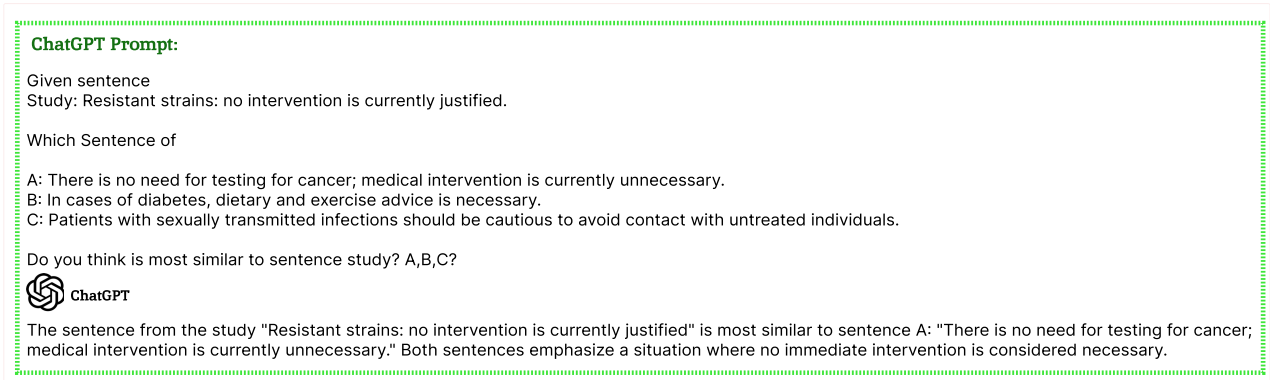 ChatGPT Prompt:
Given sentence
Study: Resistant strains: no intervention is currently justified.
Which Sentence of
A: There is no need for testing for cancer; medical intervention is currently unnecessary.
B: In cases of diabetes, dietary and exercise advice is necessary.
C: Patients with sexually transmitted infections should be cautious to avoid contact with untreated individuals.
Do you think is most similar to sentence study? A,B,C?
ChatGPT
The sentence from the study "Resistant strains: no intervention is currently justified" is most similar to sentence A: "There is no need for testing for cancer;
medical intervention is currently unnecessary." Both sentences emphasize a situation where no immediate intervention is considered necessary.